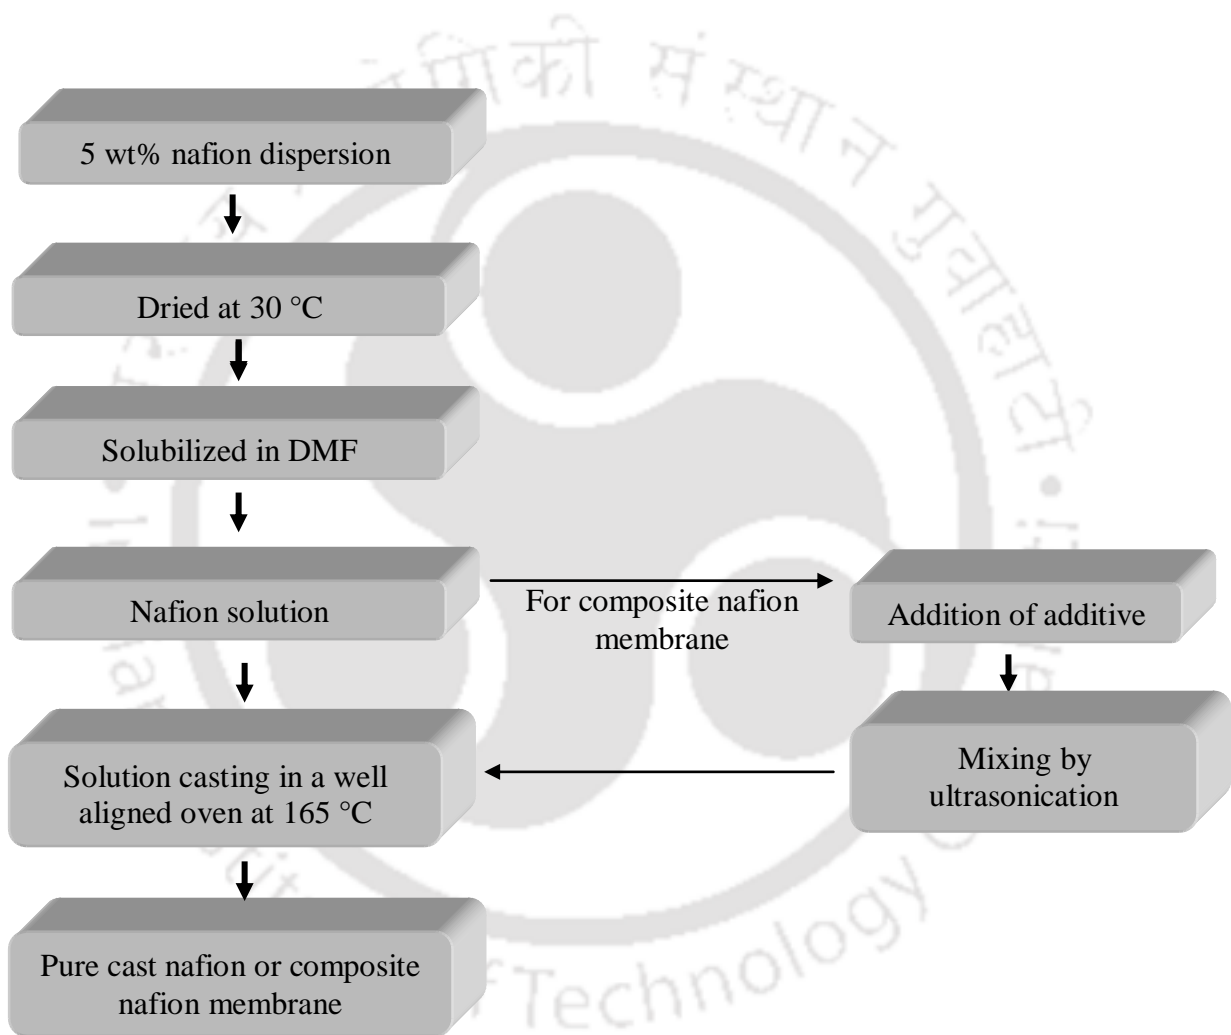 5 wt% nafion dispersion
Dried at 30 °C
Solubilized in DMF
Nafion solution
For composite nafion
membrane
Addition of additive
Mixing by
ultrasonication
Solution casting in a well
aligned oven at 165 °C
Pure cast nafion or composite
nafion membrane
संस्थान गुवाहाटी
of Technology